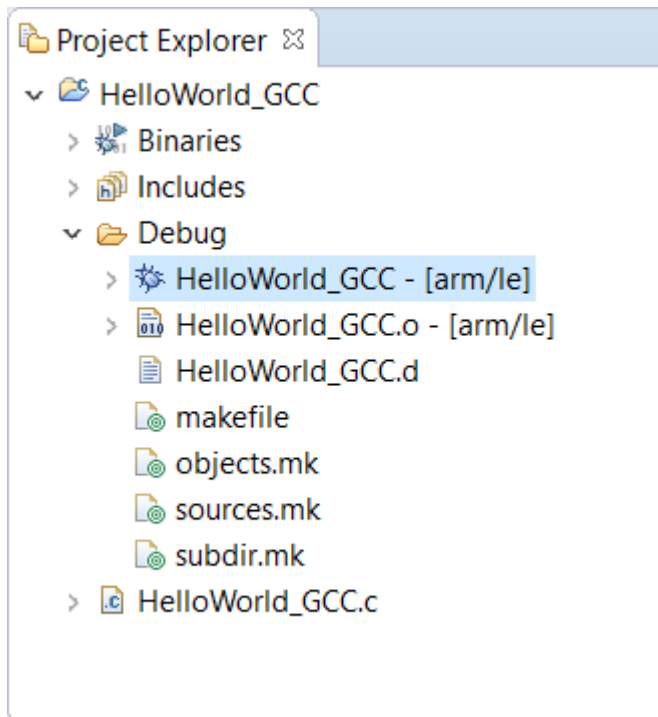 Project Explorer
HelloWorld_GCC
Binaries
Includes
Debug
HelloWorld_GCC - [arm/le]
HelloWorld_GCC.o - [arm/le]
HelloWorld_GCC.d
makefile
objects.mk
sources.mk
subdir.mk
HelloWorld_GCC.c